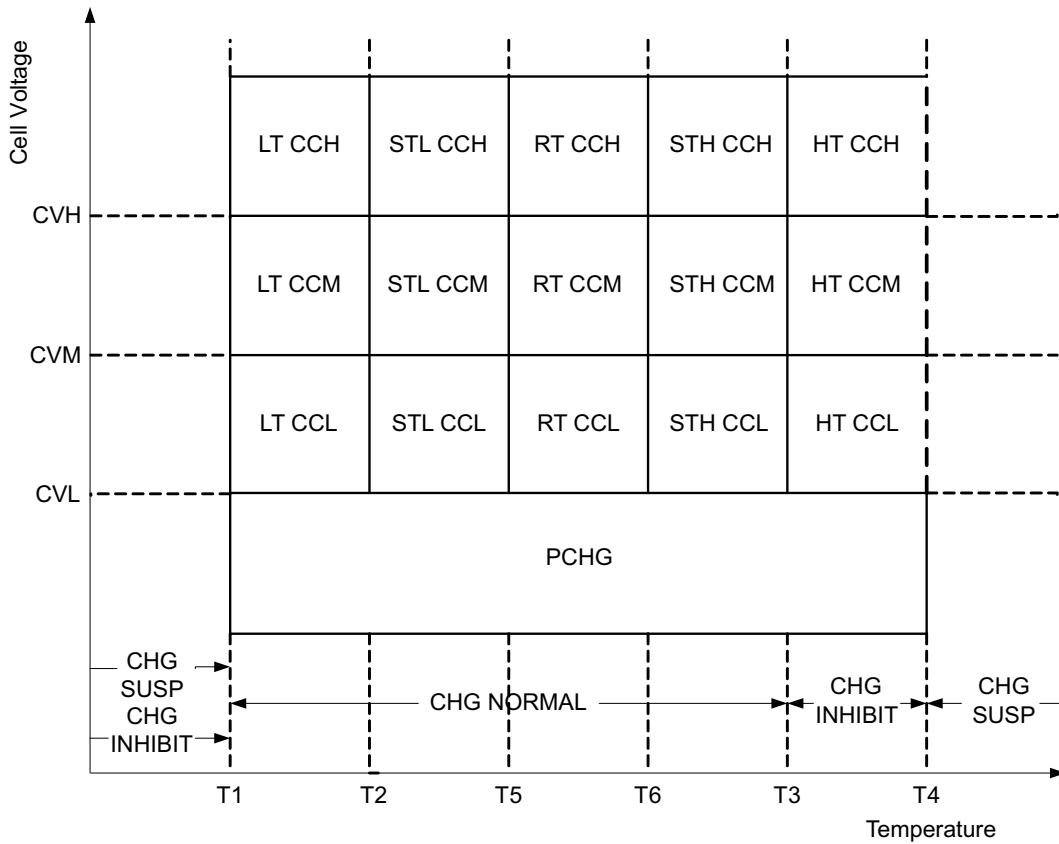 Cell Voltage
LT CCH STL CCH RT CCH STH CCH HT CCH
CVH
LT CCM STL CCM RT CCM STH CCM HT CCM
CVM
LT CCL STL CCL RT CCL STH CCL HT CCL
CVL
PCHG
CHG
SUSP
CHG
INHIBIT
CHG NORMAL
CHG
INHIBIT
CHG
SUSP
T1 T2 T5 T6 T3 T4
Temperature